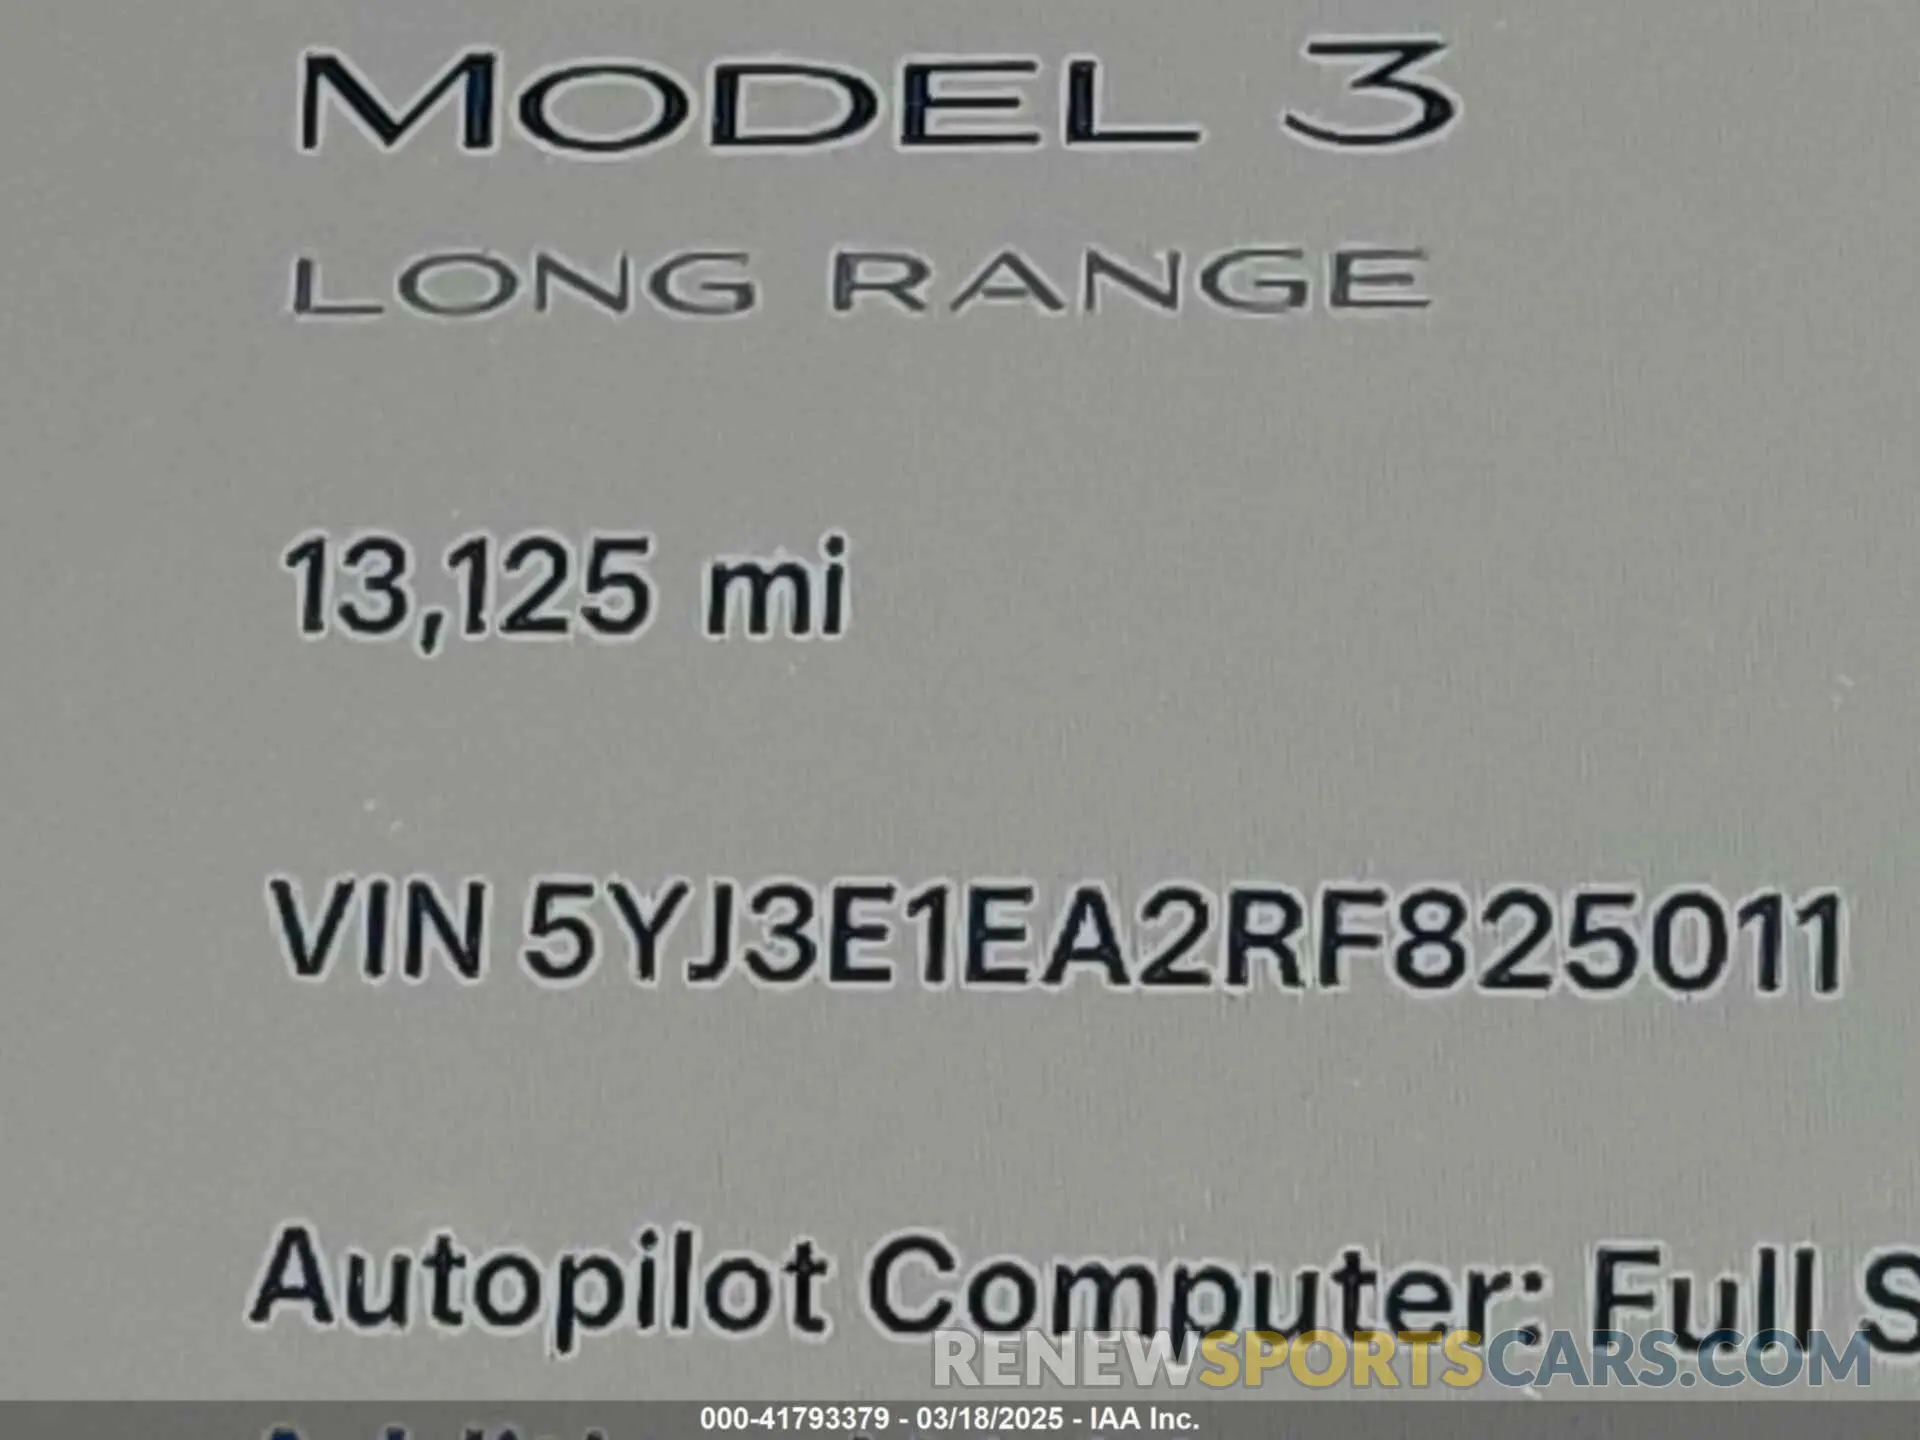 MODEL 3
LONG RANGE
13,125 mi
VIN 5YJ3E1EA2RF825011
Autopilot Computer: Full S
RENEWSPORTSCARS.COM
000-41793379 - 03/18/2025 - IAA Inc.